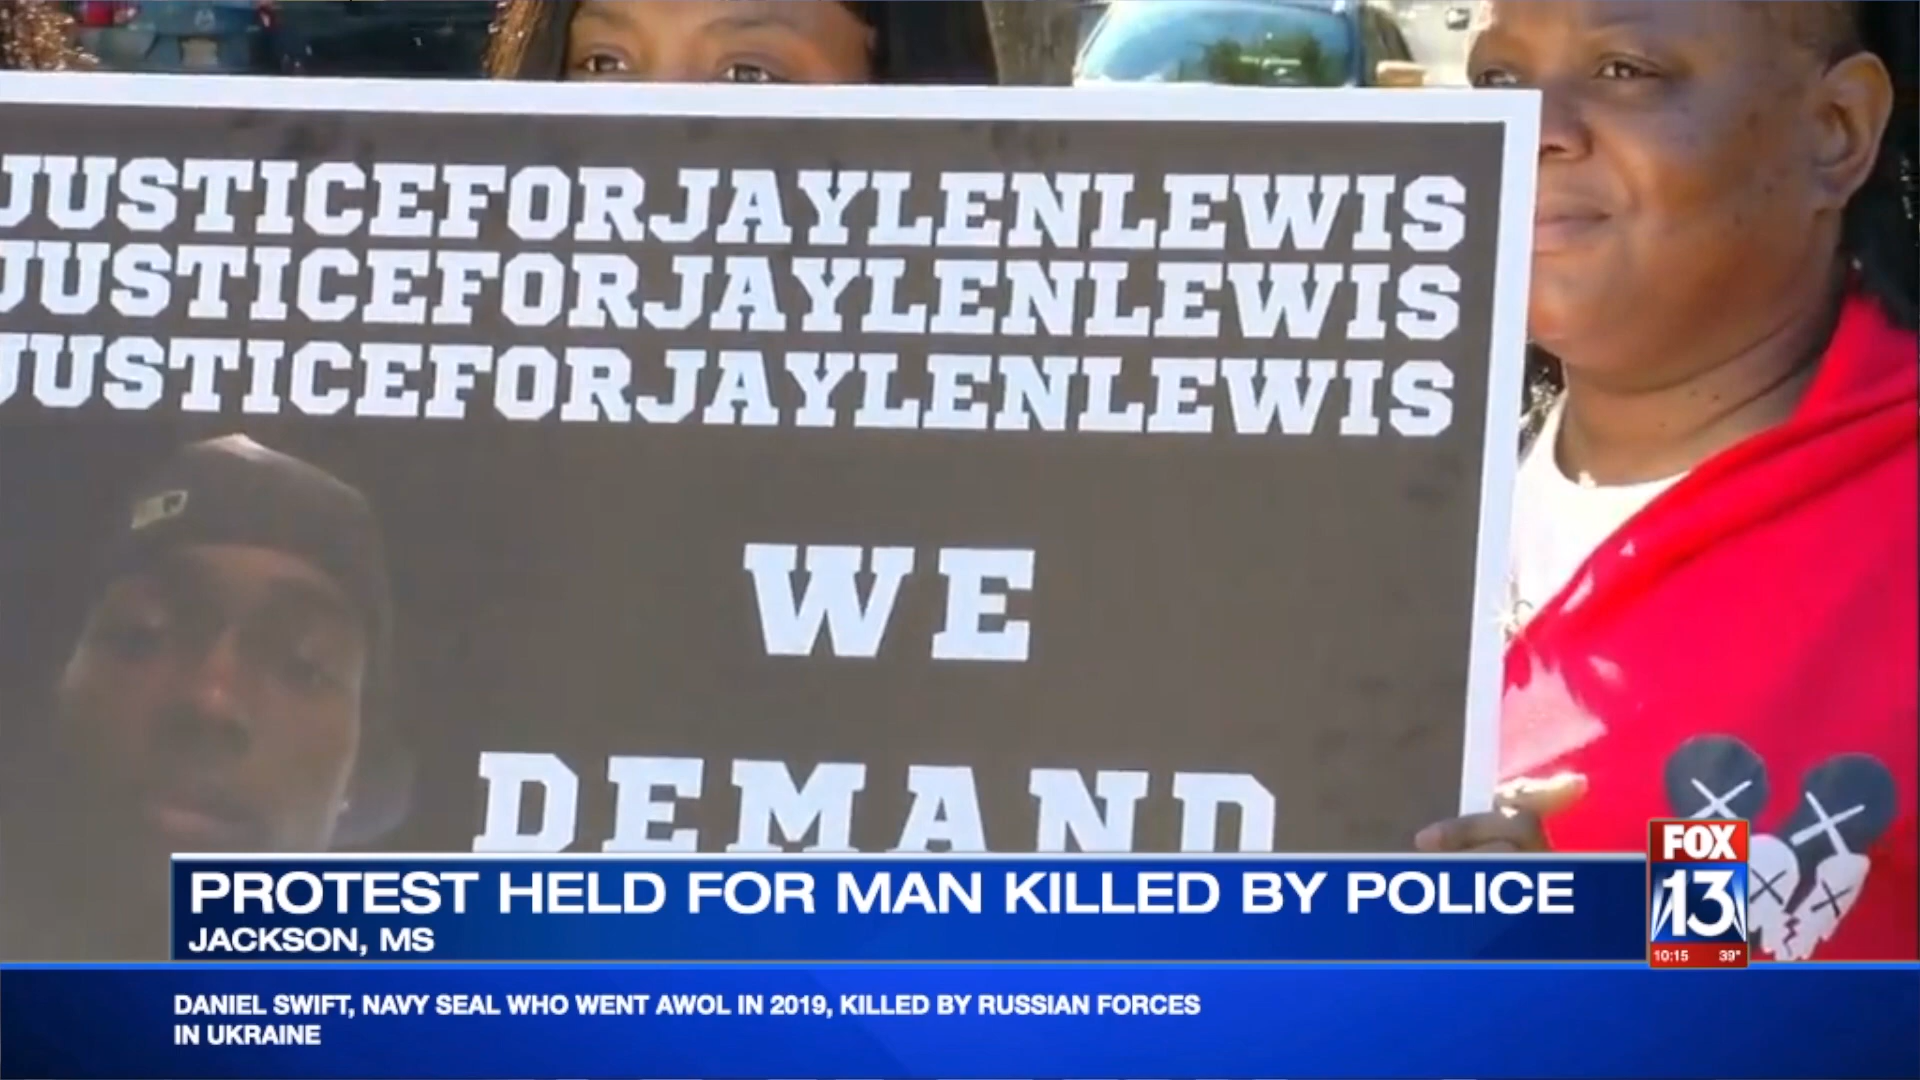 JUSTICEFORJAYLENLEWIS
JUSTICEFORJAYLENLEWIS
JUSTICEFORJAYLENLEWIS
WE
DEMAND
PROTEST HELD FOR MAN KILLED BY POLICE
JACKSON, MS
FOX
13
10:15 39°
DANIEL SWIFT, NAVY SEAL WHO WENT AWOL IN 2019, KILLED BY RUSSIAN FORCES
IN UKRAINE